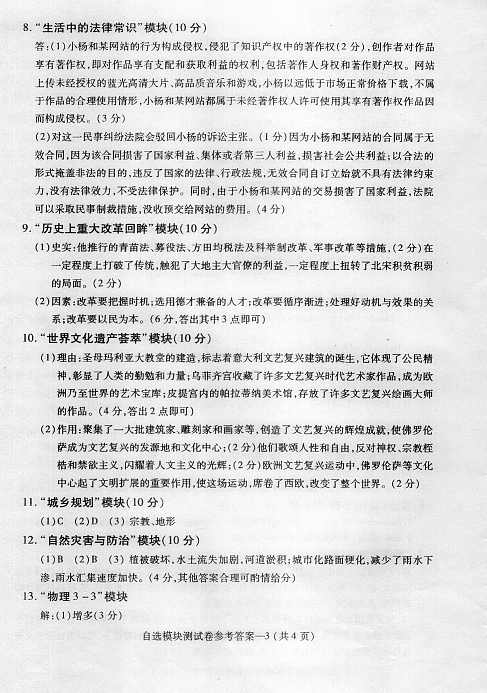 8. “生活中的法律常识”模块(10 分)
答:(1)小杨和某网站的行为构成侵权,侵犯了知识产权中的著作权(2 分),创作者对作品
享有著作权,即对作品享有支配和获取利益的权利,包括著作人身权和著作财产权。网站
上传未经授权的蓝光高清大片、高品质音乐和游戏,小杨以远低于市场正常价格下载,不属
于作品的合理使用情形,小杨和某网站都属于未经著作权人许可使用其享有著作权作品因
而构成侵权。(3 分)
(2)对这一民事纠纷法院会驳回小杨的诉讼主张。(1 分)因为小杨和某网站的合同属于无
效合同,因为该合同损害了国家利益、集体或者第三人利益,损害社会公共利益;以合法的
形式掩盖非法的目的,违反了国家的法律、行政法规,无效合同自订立始就不具有法律约束
力,没有法律效力,不受法律保护。同时,由于小杨和某网站的交易损害了国家利益,法院
可以采取民事制裁措施,没收预交给网站的费用。(4 分)
9. “历史上重大改革回眸”模块(10 分)
(1)史实:他推行的青苗法、募役法、方田均税法及科举制改革、军事改革等措施,(2 分)在
一定程度上打破了传统,触犯了大地主大官僚的利益,一定程度上扭转了北宋积贫积弱
的局面。(2 分)
(2)因素:改革要把握时机;选用德才兼备的人才;改革要循序渐进;处理好动机与效果的关
系;改革要以民为本。(6 分,答出其中 3 点即可)
10. “世界文化遗产荟萃”模块(10 分)
(1)理由:圣母玛利亚大教堂的建造,标志着意大利文艺复兴建筑的诞生,它体现了公民精
神,彰显了人类的勤勉和力量;乌菲齐宫收藏了许多文艺复兴时代艺术家作品,成为欧
洲乃至世界的艺术宝库;皮提宫内的帕拉蒂纳美术馆,存放了许多文艺复兴绘画大师
的作品。(4 分,答出 2 点即可)
(2)作用:聚集了一大批建筑家、雕刻家和画家等,创造了文艺复兴的辉煌成就,使佛罗伦
萨成为文艺复兴的发源地和文化中心;(2 分)他们歌颂人性和自由,反对神权、宗教桎
梏和禁欲主义,闪耀着人文主义的光辉;(2 分)欧洲文艺复兴运动中,佛罗伦萨等文化
中心起了文明扩展的重要作用,使这场运动,席卷了西欧,改变了整个世界。(2 分)
11. “城乡规划”模块(10 分)
(1)C (2)D (3) 宗教、地形
12. “自然灾害与防治”模块(10 分)
(1)B (2)B (3) 植被破坏,水土流失加剧,河道淤积;城市化路面硬化,减少了雨水下
渗,雨水汇集速度加快。(4 分,其他答案合理可酌情给分)
13. “物理 3－3”模块
解:(1)增多(3 分)
自选模块测试卷参考答案—3 (共 4 页)